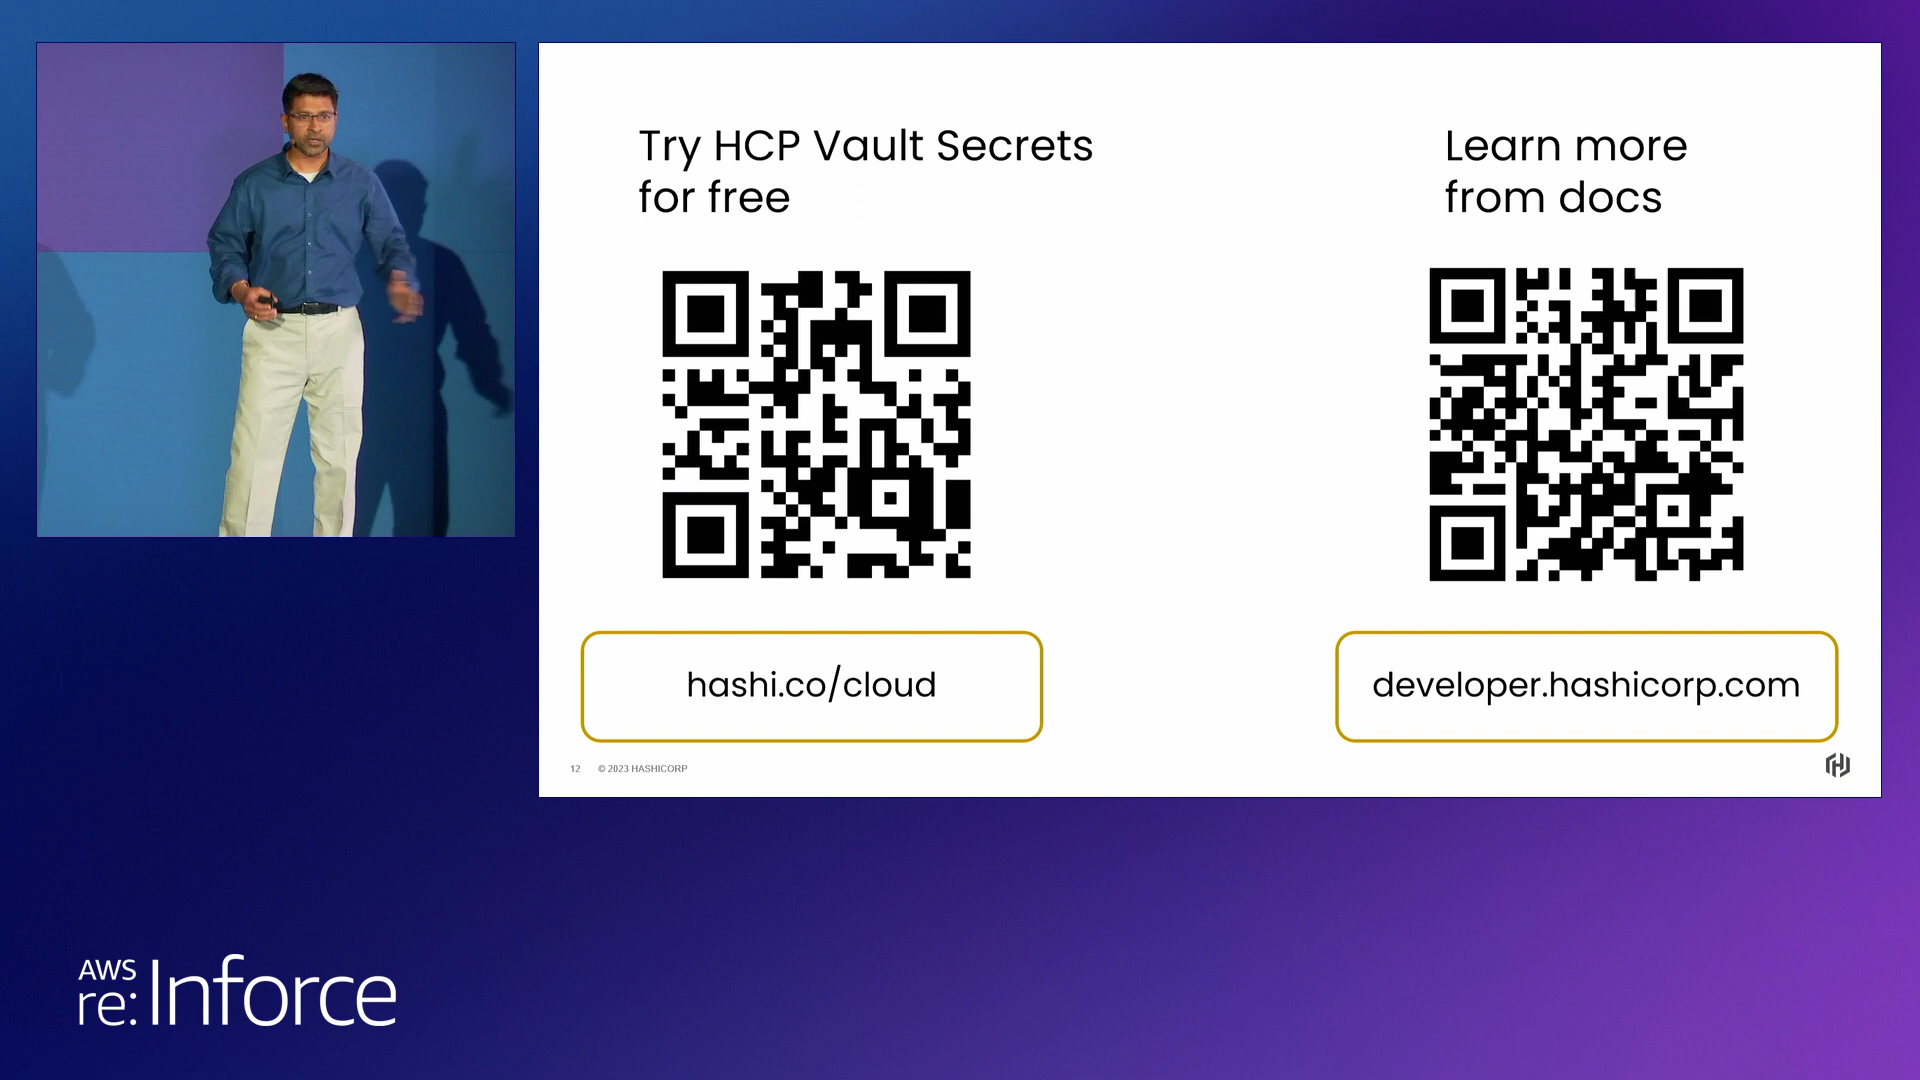 Try HCP Vault Secrets
for free
Learn more
from docs
hashi.co/cloud
developer.hashicorp.com
12 © 2023 HASHICORP
AWS
re:Inforce